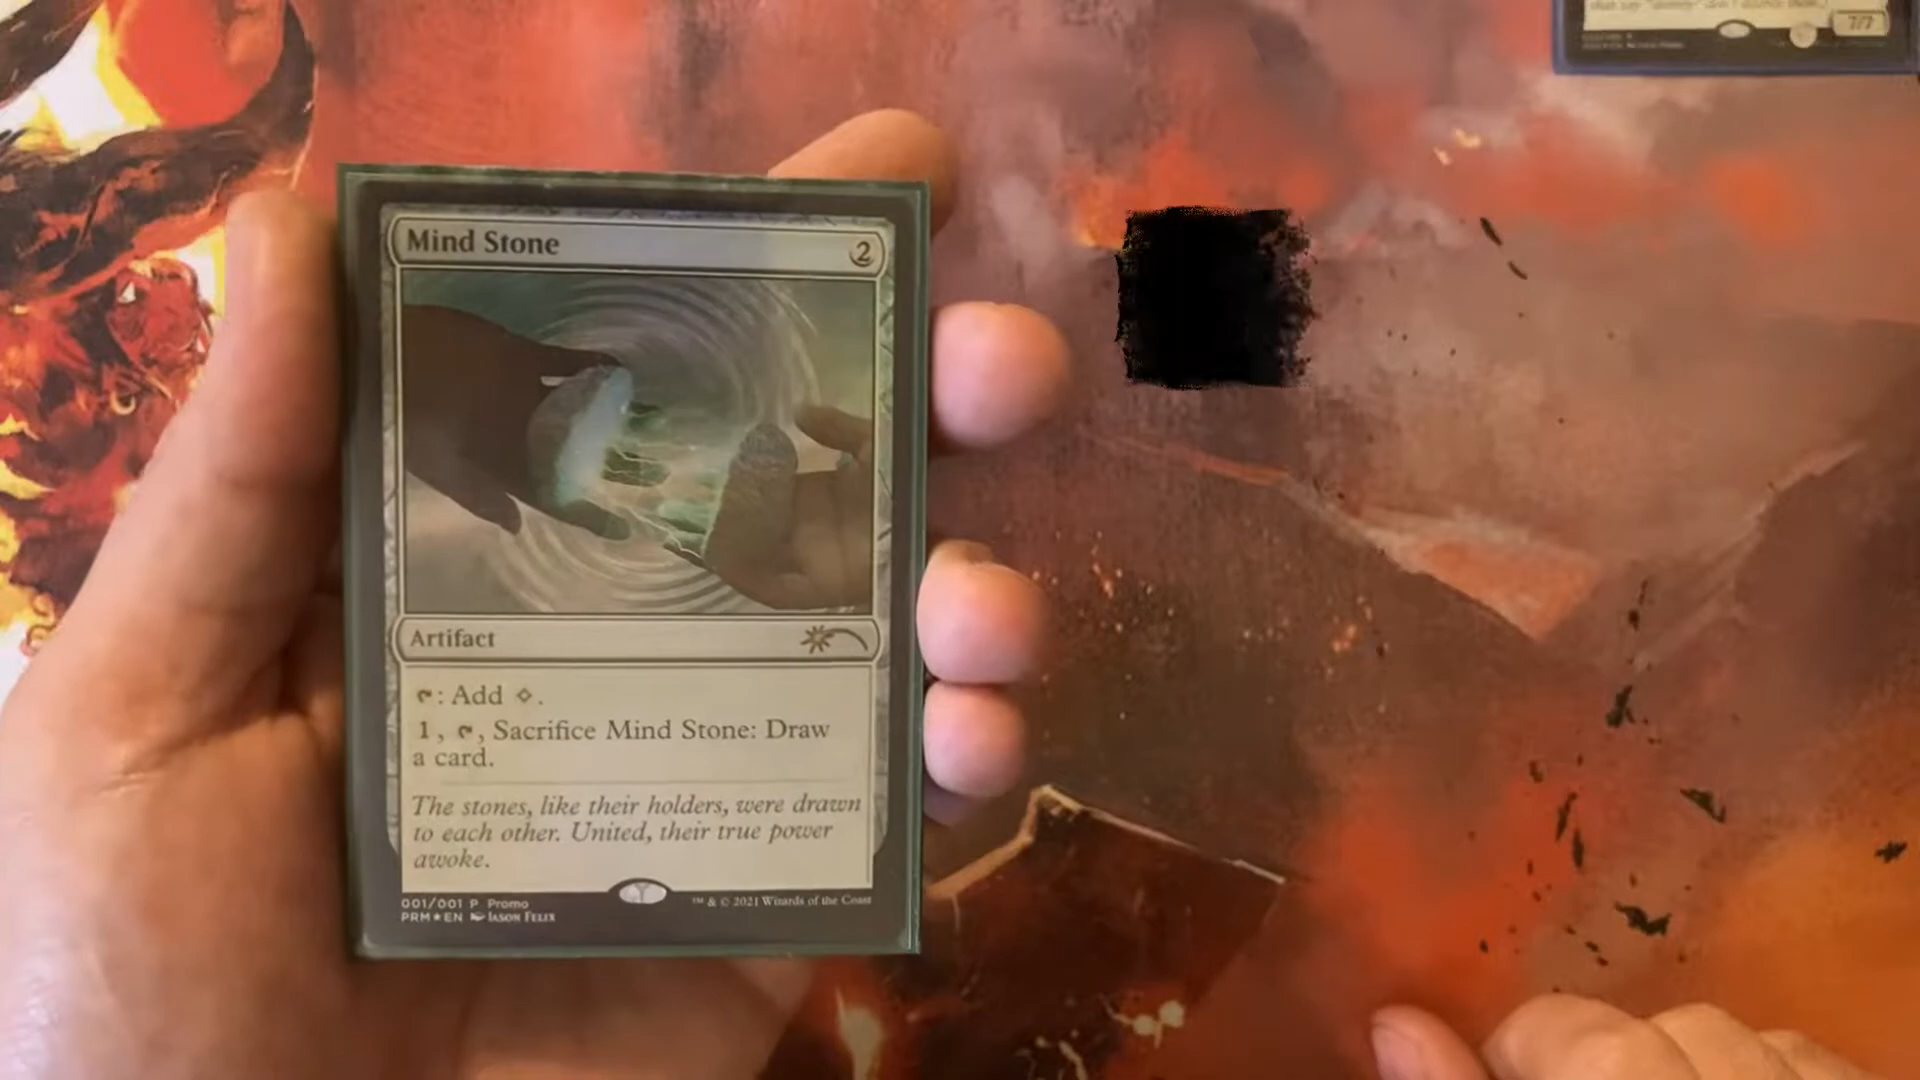 7/7
Mind Stone
2
Artifact
: Add .
1, , Sacrifice Mind Stone: Draw
a card.
The stones, like their holders, were drawn
to each other. United, their true power
awoke.
001/001 P Promo
PRM★EN Jason Felix
™ & © 2021 Wizards of the Coast